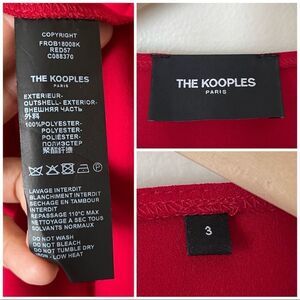 COPYRIGHT
FROB18008K
RED57
C088370
THE KOOPLES
PARIS
EXTERIEUR-
OUTSHELL- EXTERIOR-
ВНЕШНЯЯ ЧАСТЬ
外料
100%POLYESTER-
POLYESTER-
POLIÉSTER-
ПОЛИЭСТЕР
聚酯纤
LAVAGE INTERDIT
BLANCHIMENT INTERDIT
SECHAGE EN TAMBOUR
INTERDIT
REPASSAGE 110°C MAX
NETTOYAGE A SEC TOUS
SOLVANTS NORMAUX
DO NOT WASH
DO NOT BLEACH
DO NOT TUMBLE DRY
IRON - LOW HEAT
THE KOOPLES
PARIS
3